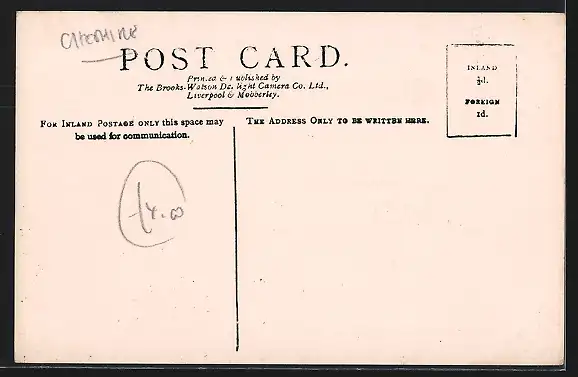 POST CARD.
Printed & Published by
The Brooks-Watson Daylight Camera Co. Ltd.,
Liverpool & Mobberley.
FOR INLAND POSTAGE ONLY this space may
be used for communication.
THE ADDRESS ONLY TO BE WRITTEN HERE.
INLAND
½d.
FOREIGN
1d.
4.00